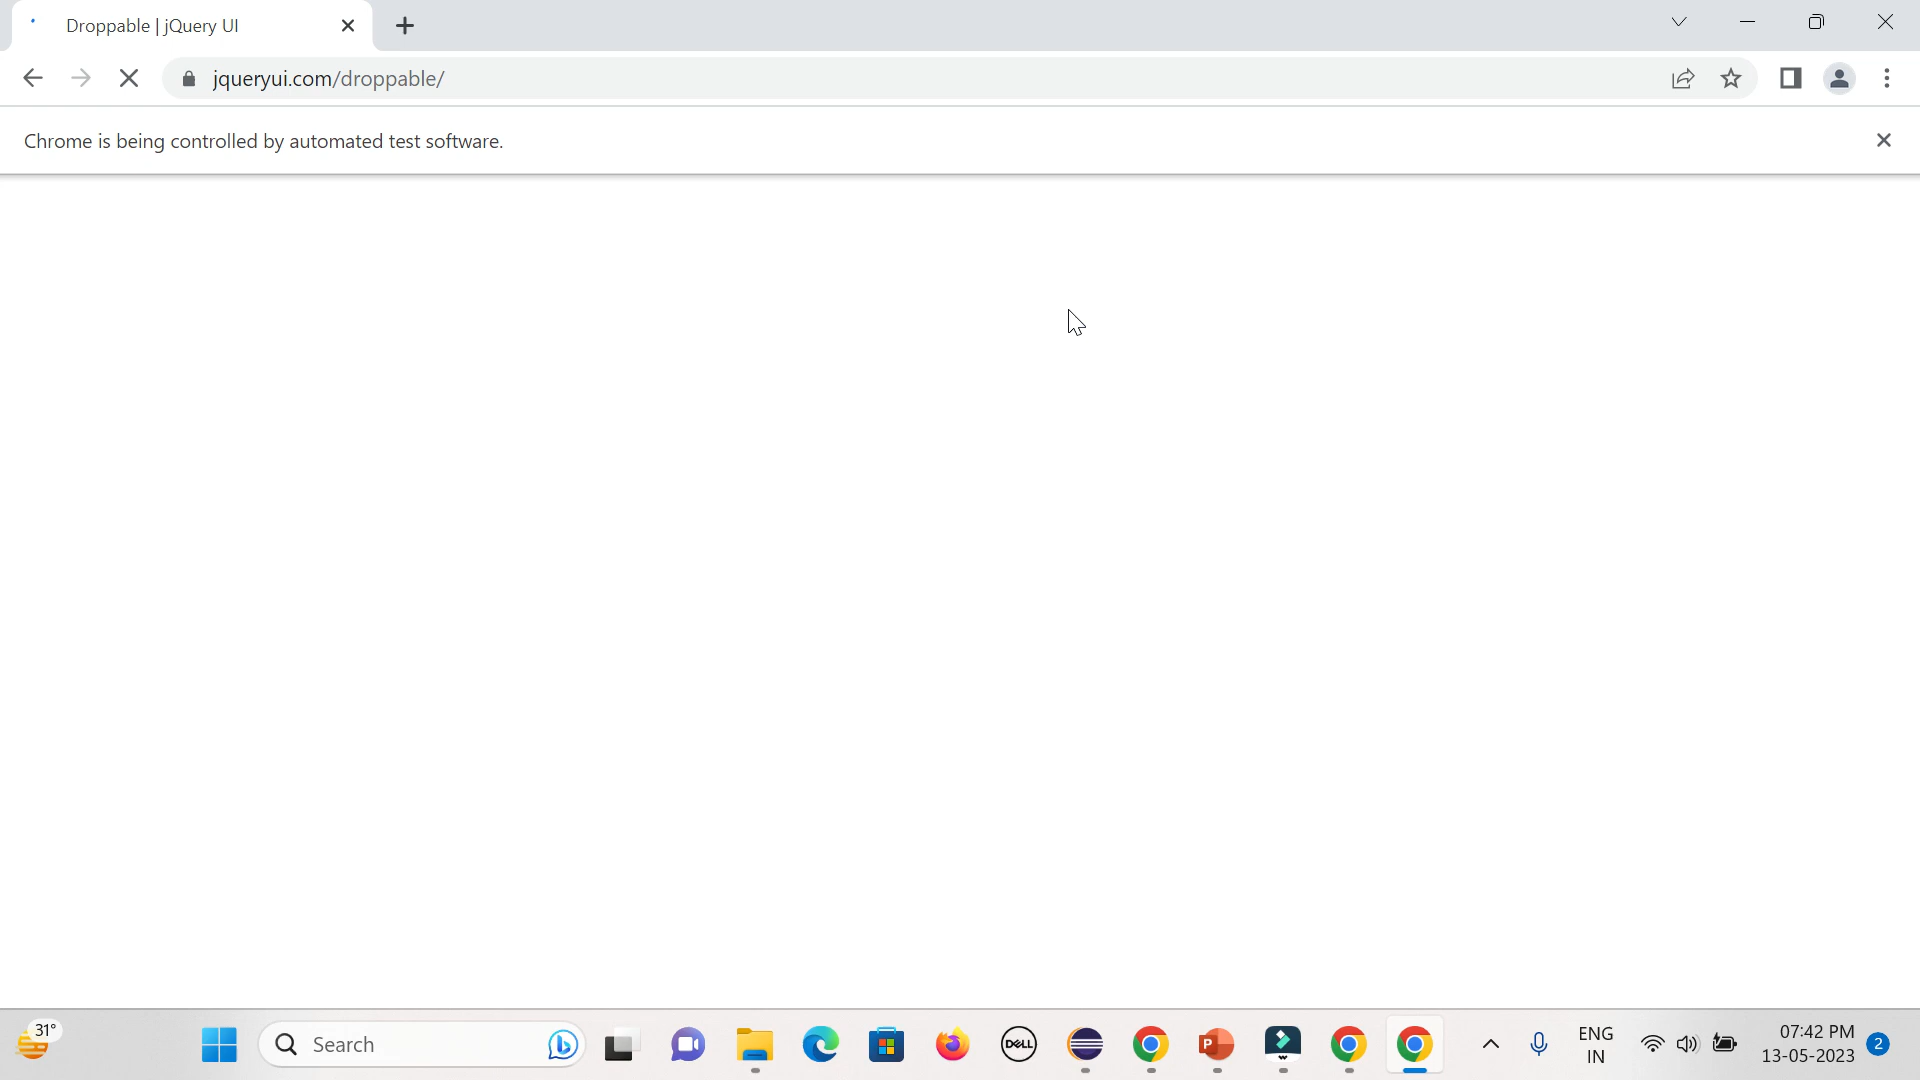 Droppable | jQuery UI
jqueryui.com/droppable/
Chrome is being controlled by automated test software.
31°
Search
DELL
P
ENG
IN
07:42 PM
13-05-2023
2